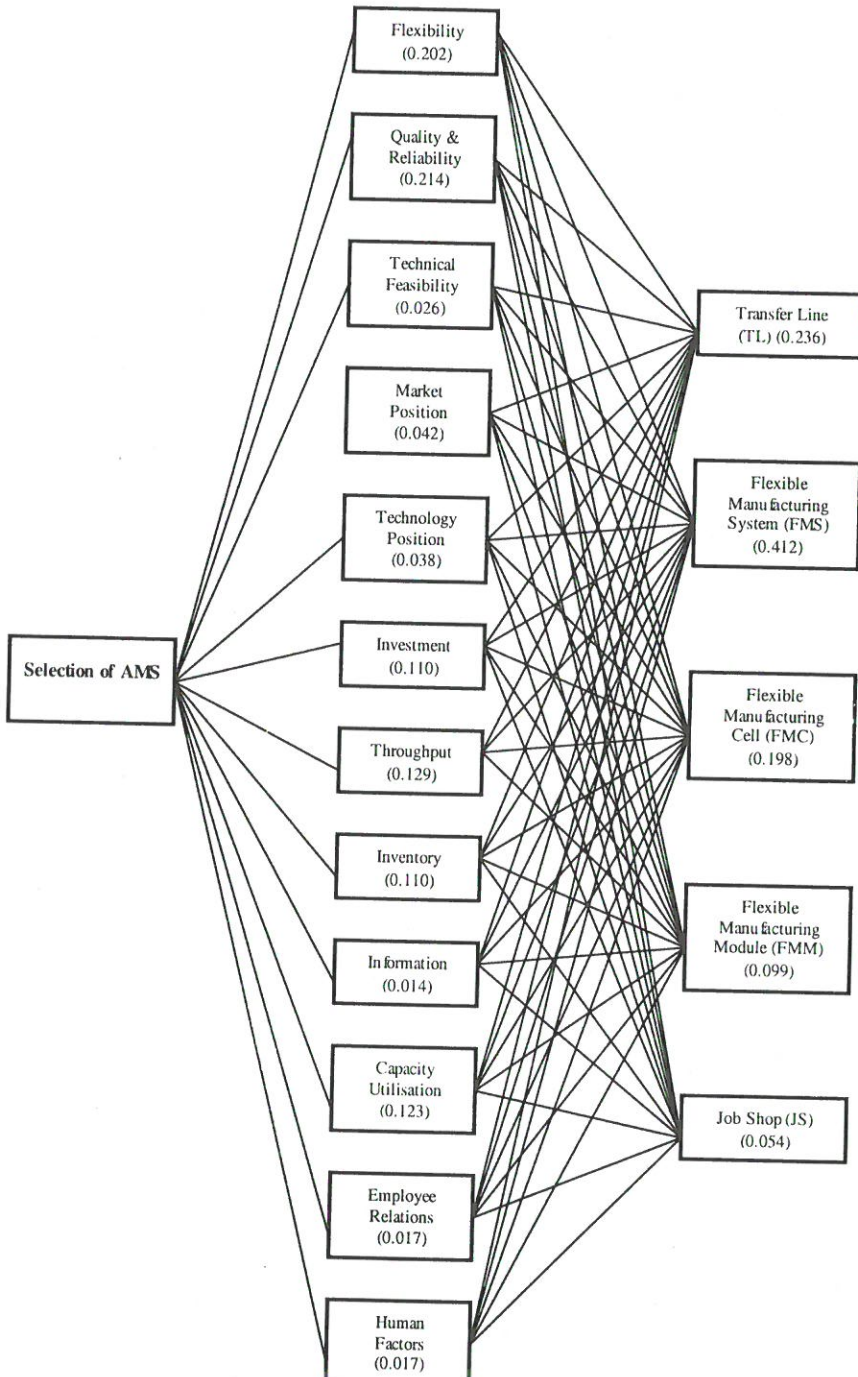 Selection of AMS
Flexibility
(0.202)
Quality &
Reliability
(0.214)
Technical
Feasibility
(0.026)
Market
Position
(0.042)
Technology
Position
(0.038)
Investment
(0.110)
Throughput
(0.129)
Inventory
(0.110)
Information
(0.014)
Capacity
Utilisation
(0.123)
Employee
Relations
(0.017)
Human
Factors
(0.017)
Transfer Line
(TL) (0.236)
Flexible
Manufacturing
System (FMS)
(0.412)
Flexible
Manufacturing
Cell (FMC)
(0.198)
Flexible
Manufacturing
Module (FMM)
(0.099)
Job Shop (JS)
(0.054)